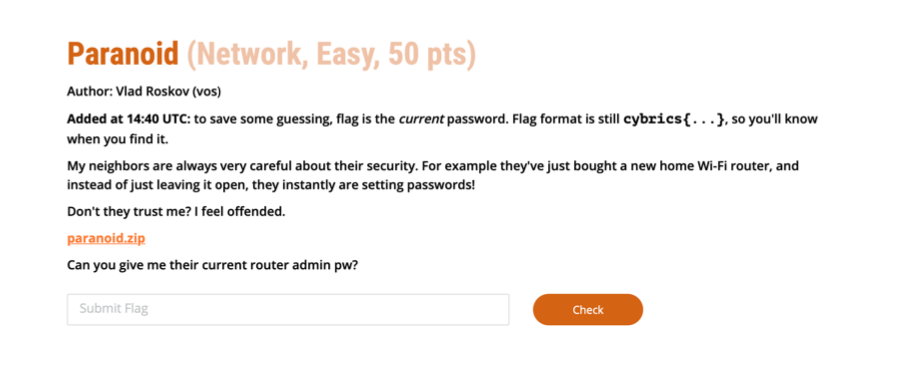 Paranoid (Network, Easy, 50 pts)
Author: Vlad Roskov (vos)
Added at 14:40 UTC: to save some guessing, flag is the current password. Flag format is still cybrics{...}, so you'll know
when you find it.
My neighbors are always very careful about their security. For example they've just bought a new home Wi-Fi router, and
instead of just leaving it open, they instantly are setting passwords!
Don't they trust me? I feel offended.
paranoid.zip
Can you give me their current router admin pw?
Submit Flag
Check